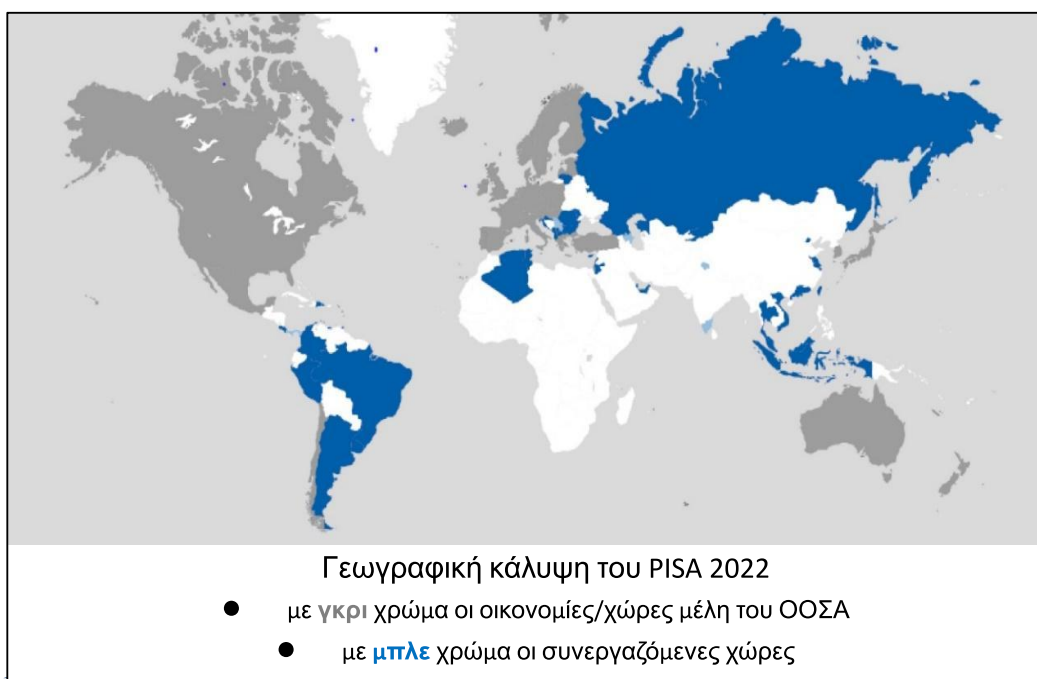 Γεωγραφική κάλυψη του PISA 2022
● με γκρι χρώμα οι οικονομίες/χώρες μέλη του ΟΟΣΑ
● με μπλε χρώμα οι συνεργαζόμενες χώρες